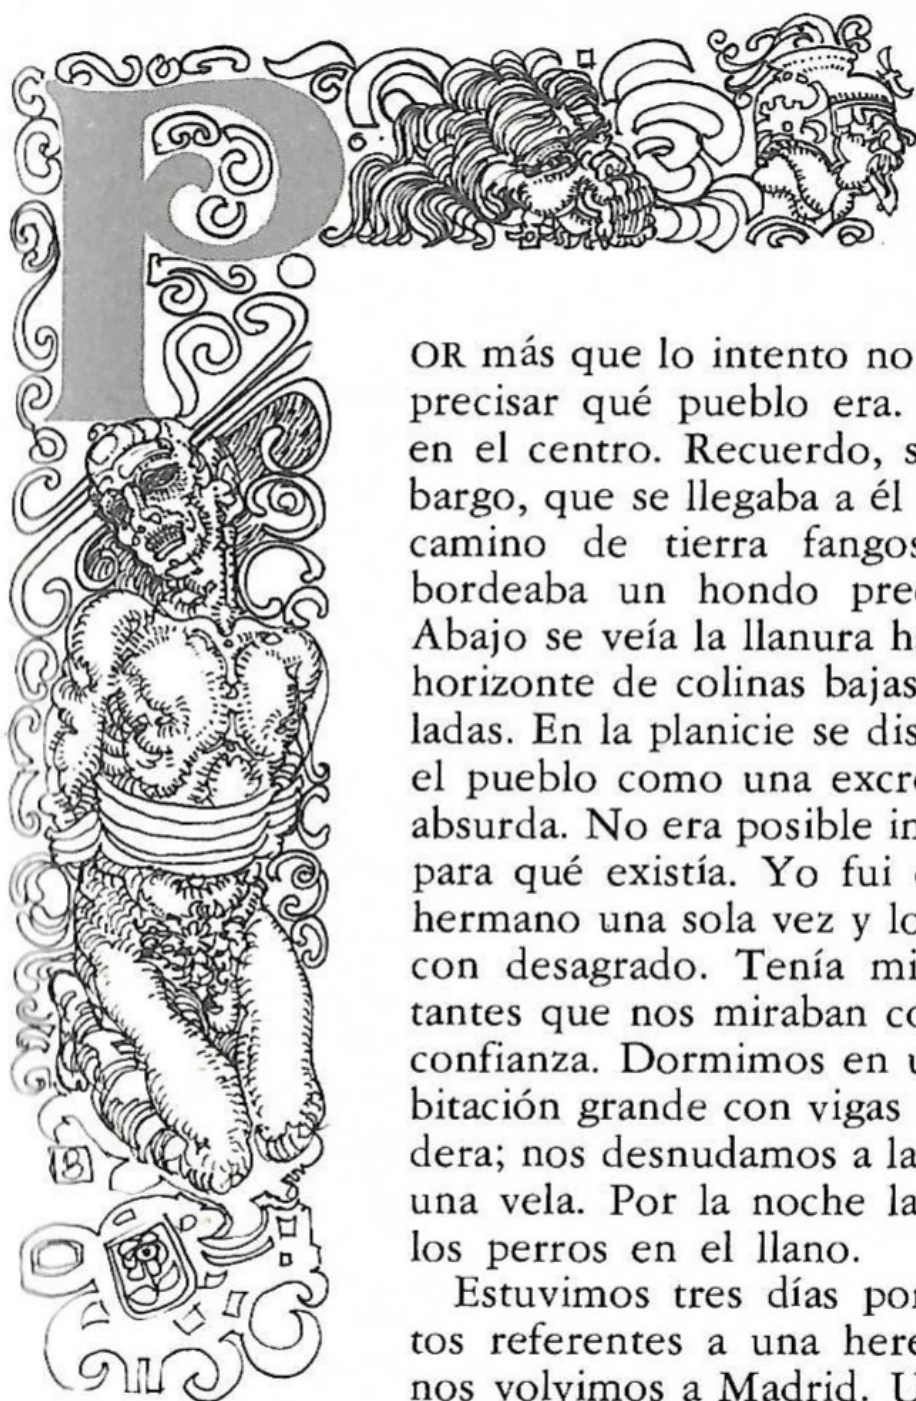 P
OR más que lo intento no
precisar qué pueblo era.
en el centro. Recuerdo, s
bargo, que se llegaba a él
camino de tierra fangos
bordeaba un hondo pre
Abajo se veía la llanura h
horizonte de colinas bajas
ladas. En la planicie se dis
el pueblo como una excre
absurda. No era posible in
para qué existía. Yo fui
hermano una sola vez y lo
con desagrado. Tenía mi
tantes que nos miraban co
confianza. Dormimos en u
bitación grande con vigas
dera; nos desnudamos a la
una vela. Por la noche la
los perros en el llano.
Estuvimos tres días por
tos referentes a una here
nos volvimos a Madrid. U